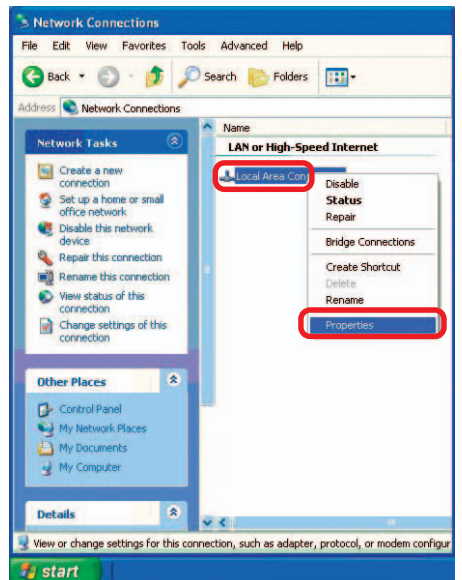 Network Connections
File Edit View Favorites Tools Advanced Help
Back Search Folders
Address Network Connections
Network Tasks
Create a new
connection
Set up a home or small
office network
Disable this network
device
Repair this connection
Rename this connection
View status of this
connection
Change settings of this
connection
Other Places
Control Panel
My Network Places
My Documents
My Computer
Details
Name
LAN or High-Speed Internet
Local Area Con
Disable
Status
Repair
Bridge Connections
Create Shortcut
Delete
Rename
Properties
View or change settings for this connection, such as adapter, protocol, or modem configur
start